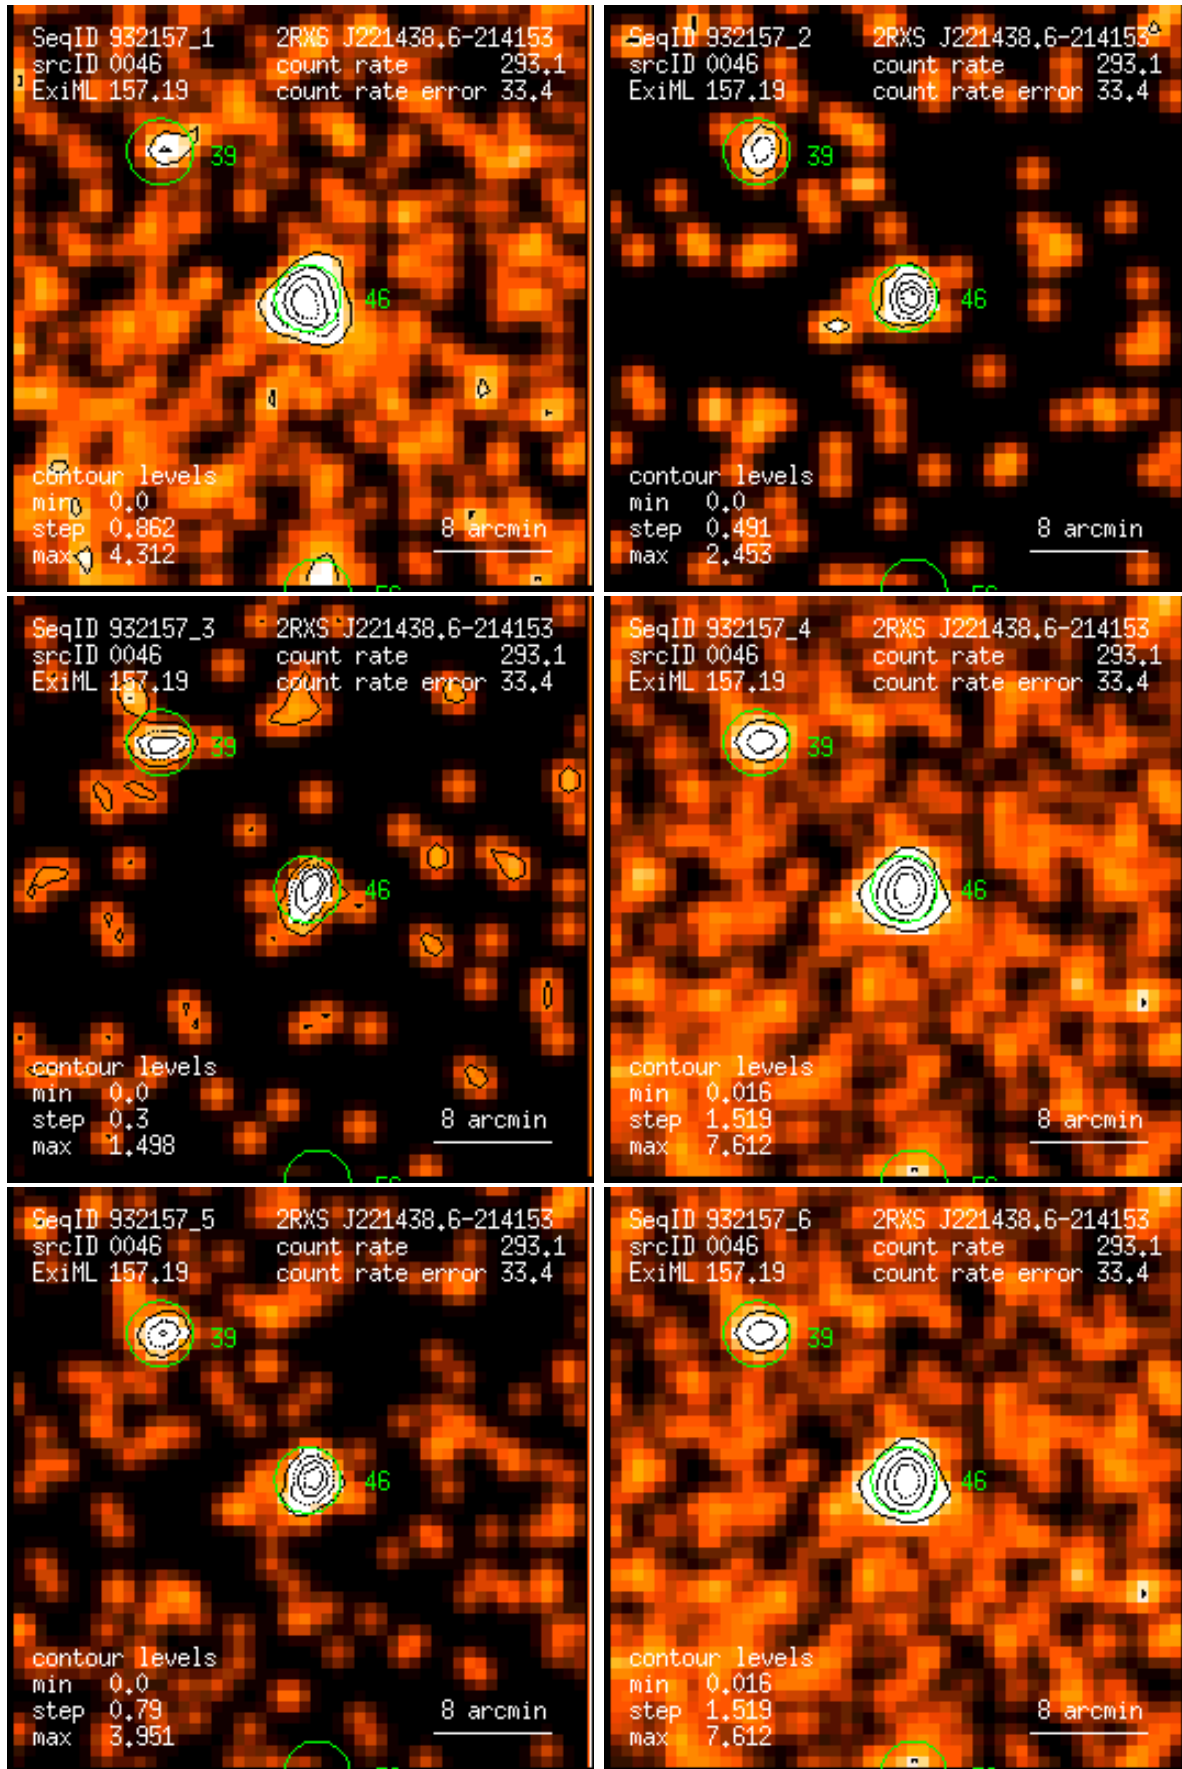 SeqID 932157_1 2RXS J221438.6-214153
srcID 0046 count rate 293.1
ExiML 157.19 count rate error 33.4
39
46
contour levels
min 0.0
step 0.862
max 4.312
8 arcmin
SeqID 932157_2 2RXS J221438.6-214153
srcID 0046 count rate 293.1
ExiML 157.19 count rate error 33.4
39
46
contour levels
min 0.0
step 0.491
max 2.453
8 arcmin
SeqID 932157_3 2RXS J221438.6-214153
srcID 0046 count rate 293.1
ExiML 157.19 count rate error 33.4
39
46
contour levels
min 0.0
step 0.3
max 1.498
8 arcmin
SeqID 932157_4 2RXS J221438.6-214153
srcID 0046 count rate 293.1
ExiML 157.19 count rate error 33.4
39
46
contour levels
min 0.016
step 1.519
max 7.612
8 arcmin
SeqID 932157_5 2RXS J221438.6-214153
srcID 0046 count rate 293.1
ExiML 157.19 count rate error 33.4
39
46
contour levels
min 0.0
step 0.79
max 3.951
8 arcmin
SeqID 932157_6 2RXS J221438.6-214153
srcID 0046 count rate 293.1
ExiML 157.19 count rate error 33.4
39
46
contour levels
min 0.016
step 1.519
max 7.612
8 arcmin